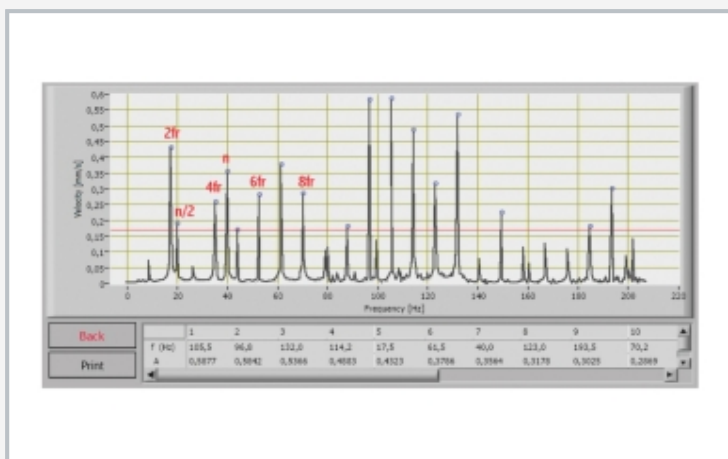 0,6
0,55
0,5
0,45
0,4
0,35
0,3
0,25
0,2
0,15
0,1
0,05
0
Velocity [mm/s]
2fr
n/2
4fr
n
6fr
8fr
0 20 40 60 80 100 120 140 160 180 200 220
Frequency [Hz]
Back
Print
1 2 3 4 5 6 7 8 9 10
f (Hz) 105,5 96,8 132,0 114,2 17,5 61,5 40,0 123,0 193,5 70,2
A 0,5877 0,5842 0,5366 0,4883 0,4323 0,3786 0,3564 0,3178 0,3025 0,2869